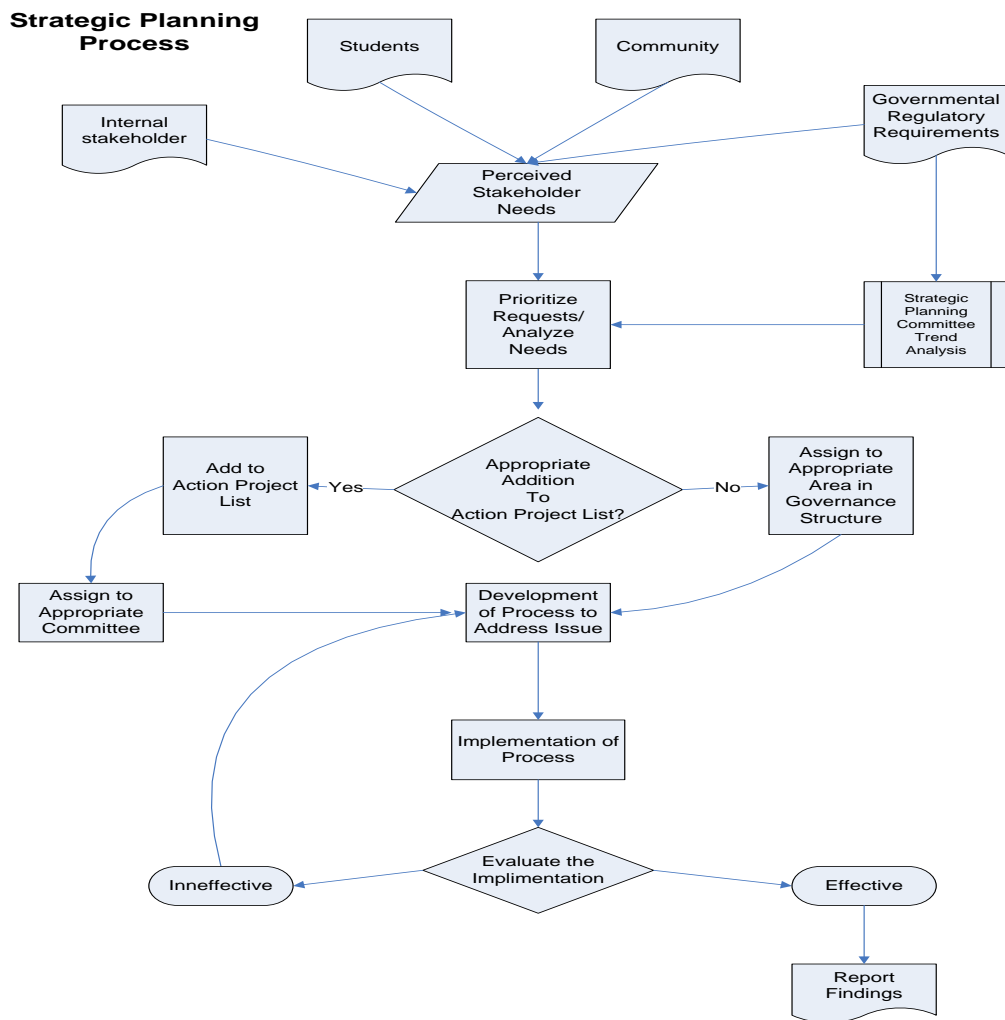 Strategic Planning
Process
Students
Community
Internal
stakeholder
Governmental
Regulatory
Requirements
Perceived
Stakeholder
Needs
Prioritize
Requests/
Analyze
Needs
Strategic
Planning
Committee
Trend
Analysis
Add to
Action Project
List
Yes
Appropriate
Addition
To
Action Project List?
No
Assign to
Appropriate
Area in
Governance
Structure
Assign to
Appropriate
Committee
Development
of Process to
Address Issue
Implementation of
Process
Evaluate the
Implimentation
Inneffective
Effective
Report
Findings